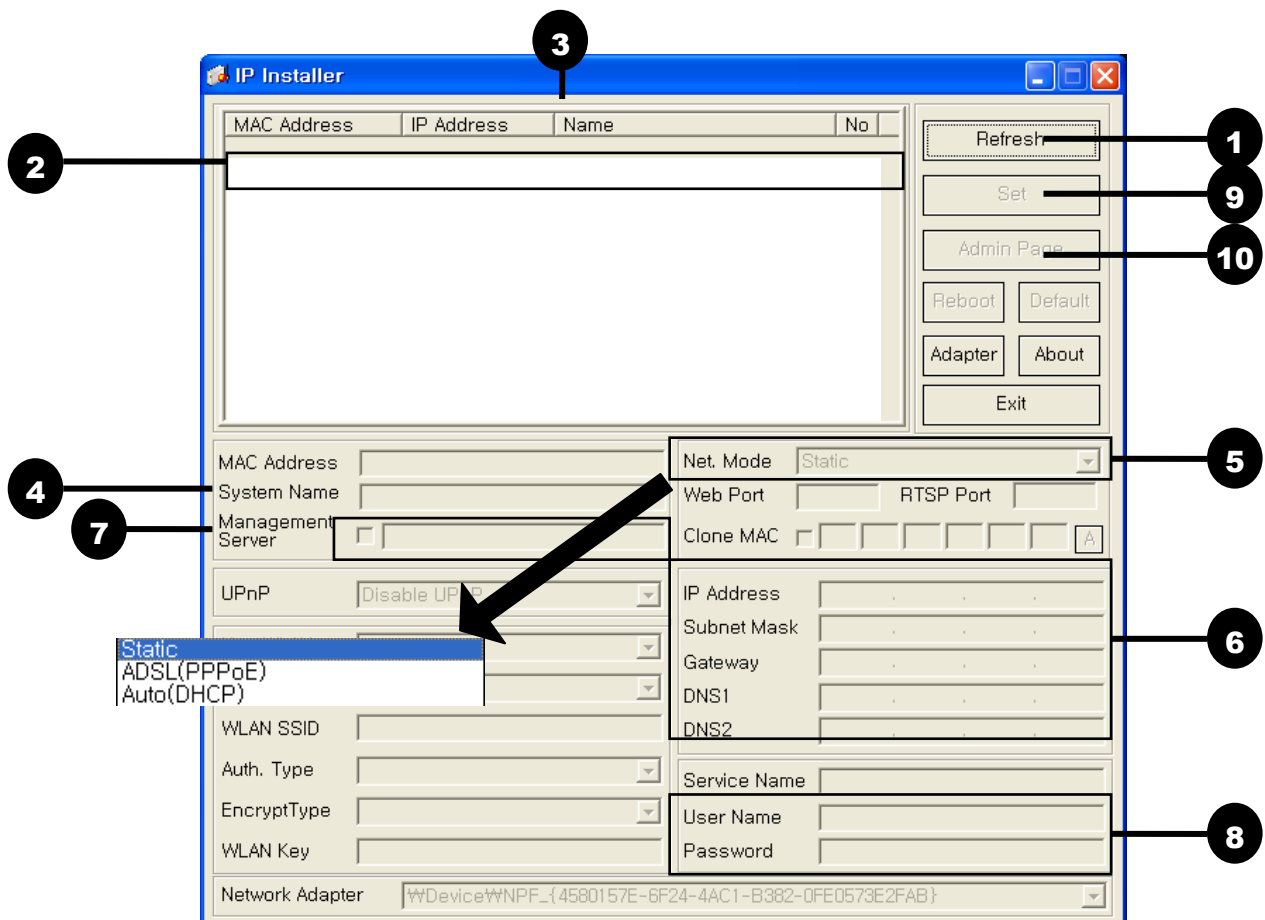 3
IP Installer
MAC Address IP Address Name No
Refresh 1
2
Set 9
Admin Page 10
Reboot Default
Adapter About
Exit
MAC Address
Net. Mode Static 5
4 System Name
Web Port RTSP Port
7 Management Server
Clone MAC A
UPnP Disable UPnP
IP Address
Subnet Mask
6
Static
ADSL(PPPoE)
Auto(DHCP)
Gateway
DNS1
WLAN SSID
DNS2
Auth. Type
Service Name
EncryptType
User Name
8
WLAN Key
Password
Network Adapter ₩Device₩NPF_{4580157E-6F24-4AC1-B382-0FE0573E2FAB}